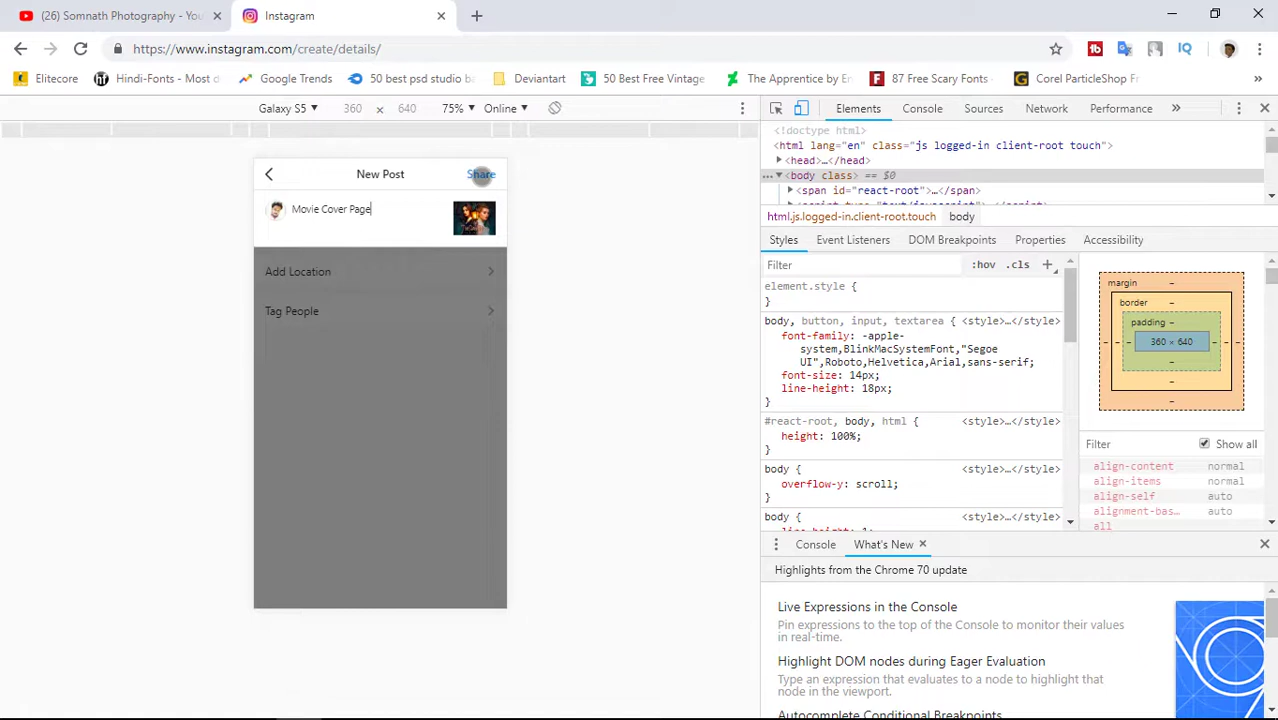 (26) Somnath Photography - You
Instagram
https://www.instagram.com/create/details/
Elitecore
Hindi-Fonts - Most d
Google Trends
50 best psd studio ba
Deviantart
50 Best Free Vintage
The Apprentice by En
87 Free Scary Fonts -
Corel ParticleShop Fr
Galaxy S5 360 × 640 75% Online
Elements Console Sources Network Performance
<!doctype html>
<html lang="en" class="js logged-in client-root touch">
<head>…</head>
<body class> == $0
<span id="react-root">…</span>
html.js.logged-in.client-root.touch body
New Post
Share
Movie Cover Page
Add Location
Tag People
Styles Event Listeners DOM Breakpoints Properties Accessibility
Filter :hov .cls +
element.style {
}
body, button, input, textarea { <style>…</style>
font-family: -apple-
system,BlinkMacSystemFont,"Segoe
UI",Roboto,Helvetica,Arial,sans-serif;
font-size: 14px;
line-height: 18px;
}
#react-root, body, html { <style>…</style>
height: 100%;
}
body { <style>…</style>
overflow-y: scroll;
}
body { <style>…</style>
margin –
border –
padding –
360 × 640
Filter Show all
align-content normal
align-items normal
align-self auto
alignment-bas… auto
all
Console What's New
Highlights from the Chrome 70 update
Live Expressions in the Console
Pin expressions to the top of the Console to monitor their values
in real-time.
Highlight DOM nodes during Eager Evaluation
Type an expression that evaluates to a node to highlight that
node in the viewport.
Autocomplete Conditional Breakpoints